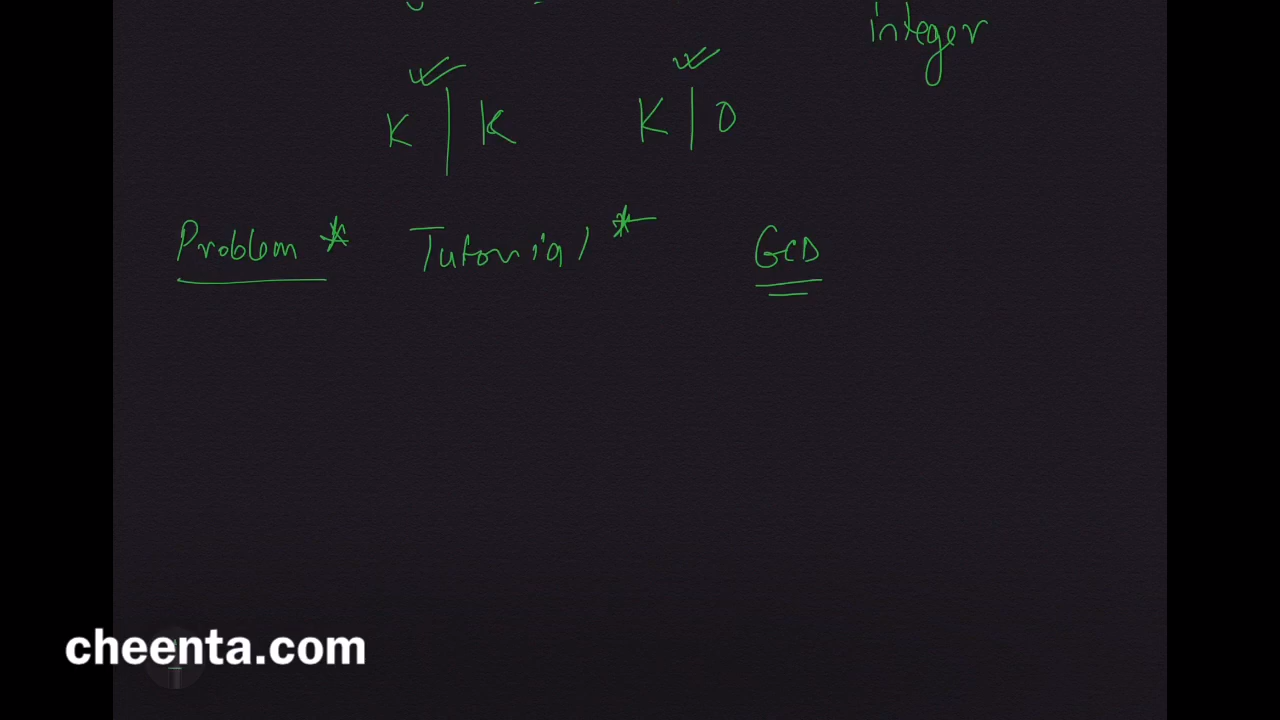 integer
K | K K | 0
Problem * Tutorial * GCD
cheenta.com